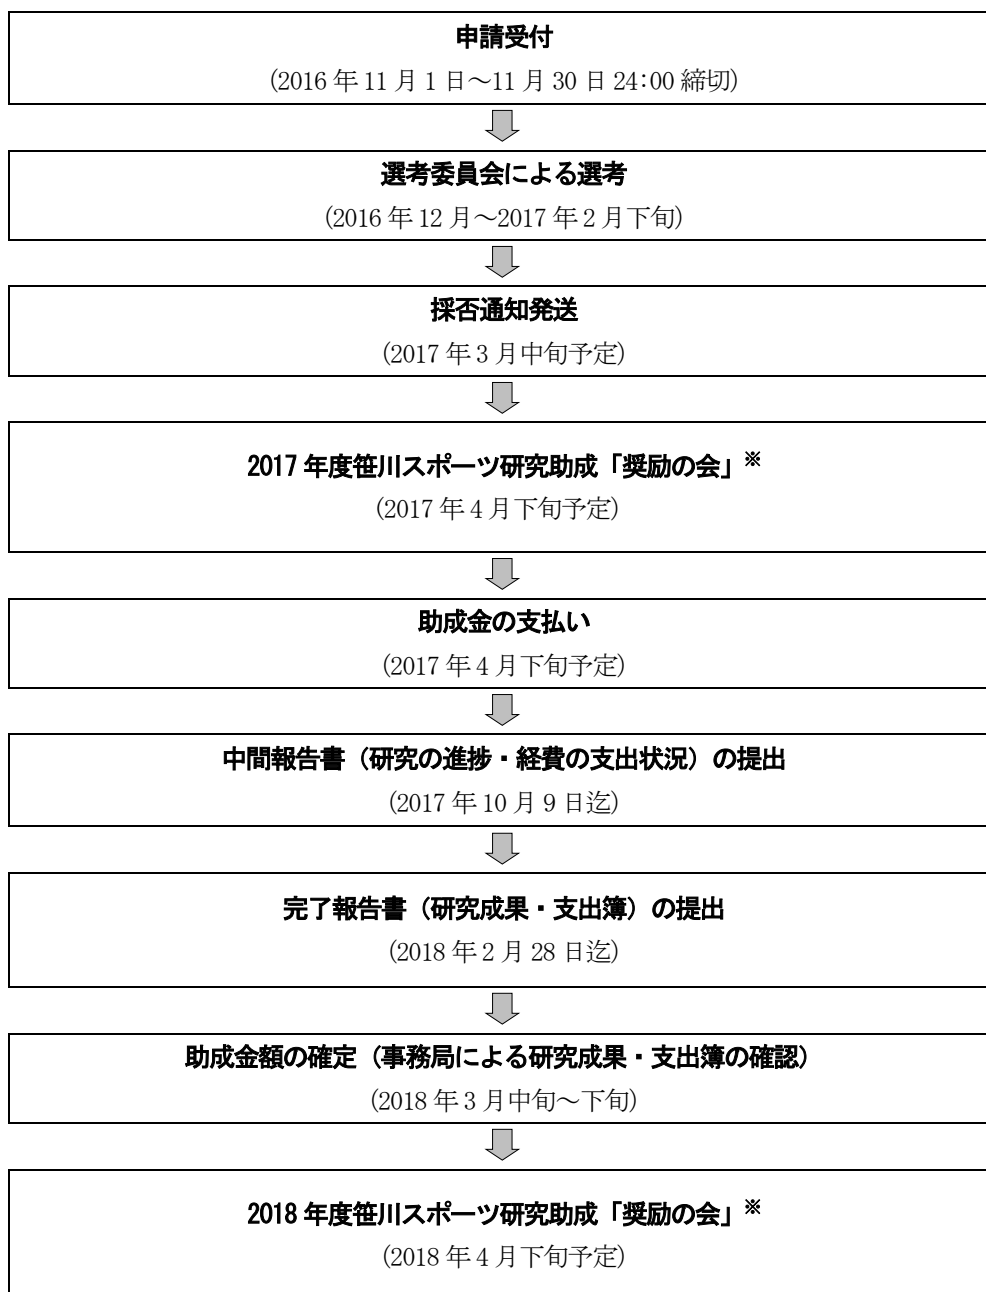 申請受付
(2016年11月1日～11月30日 24:00締切)
選考委員会による選考
(2016年12月～2017年2月下旬)
採否通知発送
(2017年3月中旬予定)
2017年度笹川スポーツ研究助成「奨励の会」※
(2017年4月下旬予定)
助成金の支払い
(2017年4月下旬予定)
中間報告書（研究の進捗・経費の支出状況）の提出
(2017年10月9日迄)
完了報告書（研究成果・支出簿）の提出
(2018年2月28日迄)
助成金額の確定（事務局による研究成果・支出簿の確認）
(2018年3月中旬～下旬)
2018年度笹川スポーツ研究助成「奨励の会」※
(2018年4月下旬予定)